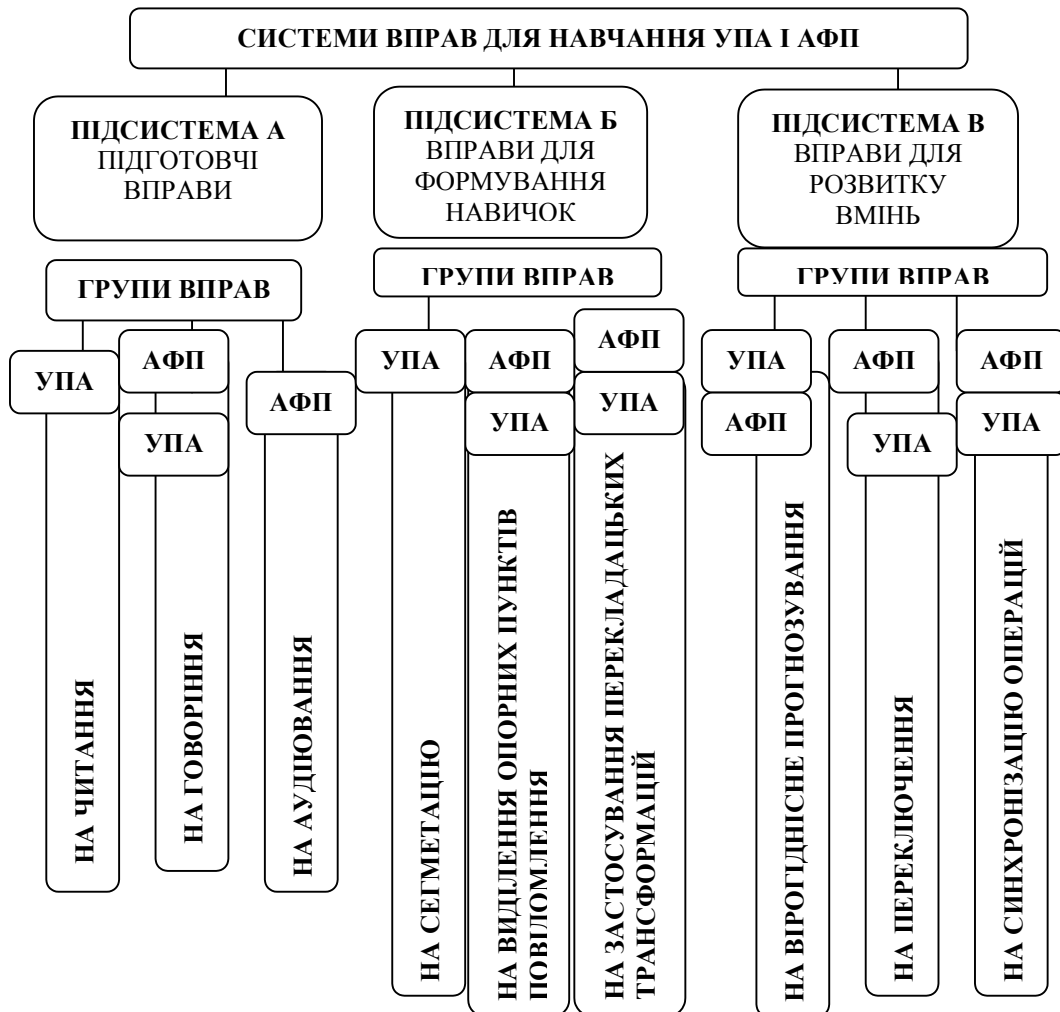 СИСТЕМИ ВПРАВ ДЛЯ НАВЧАННЯ УПА І АФП
ПІДСИСТЕМА А
ПІДГОТОВЧІ
ВПРАВИ
ПІДСИСТЕМА Б
ВПРАВИ ДЛЯ
ФОРМУВАННЯ
НАВИЧОК
ПІДСИСТЕМА В
ВПРАВИ ДЛЯ
РОЗВИТКУ
ВМІНЬ
ГРУПИ ВПРАВ
ГРУПИ ВПРАВ
ГРУПИ ВПРАВ
УПА
НА ЧИТАННЯ
АФП
УПА
НА ГОВОРІННЯ
АФП
НА АУДІЮВАННЯ
УПА
НА СЕГМЕТАЦІЮ
АФП
УПА
НА ВИДІЛЕННЯ ОПОРНИХ ПУНКТІВ
ПОВІДОМЛЕННЯ
АФП
УПА
НА ЗАСТОСУВАННЯ ПЕРЕКЛАДАЦЬКИХ
ТРАНСФОРМАЦІЙ
УПА
АФП
НА ВІРОГІДНІСНЕ ПРОГНОЗУВАННЯ
АФП
УПА
НА ПЕРЕКЛЮЧЕННЯ
АФП
УПА
НА СИНХРОНІЗАЦІЮ ОПЕРАЦІЙ